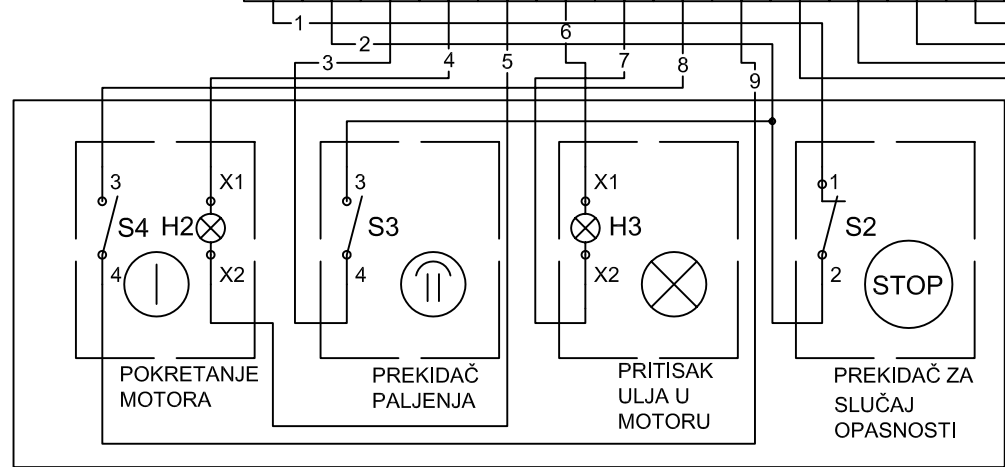 1
2
3
4
5
6
7
8
9
3
X1
S4
H2
4
X2
POKRETANJE
MOTORA
3
S3
4
PREKIDAČ
PALJENJA
X1
H3
X2
PRITISAK
ULJA U
MOTORU
1
S2
2
STOP
PREKIDAČ ZA
SLUČAJ
OPASNOSTI